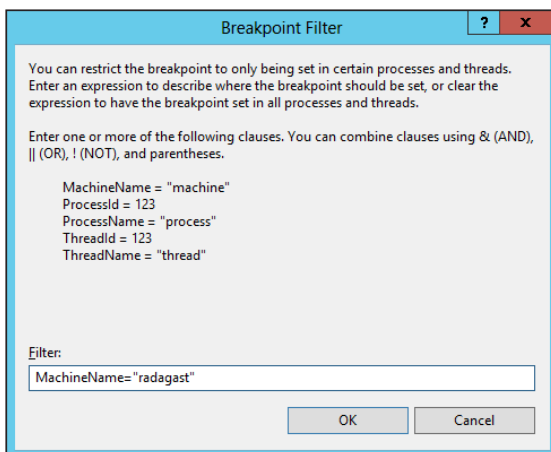 Breakpoint Filter
? x
You can restrict the breakpoint to only being set in certain processes and threads.
Enter an expression to describe where the breakpoint should be set, or clear the
expression to have the breakpoint set in all processes and threads.
Enter one or more of the following clauses. You can combine clauses using & (AND),
|| (OR), ! (NOT), and parentheses.
MachineName = "machine"
ProcessId = 123
ProcessName = "process"
ThreadId = 123
ThreadName = "thread"
Filter:
MachineName="radagast"
OK Cancel